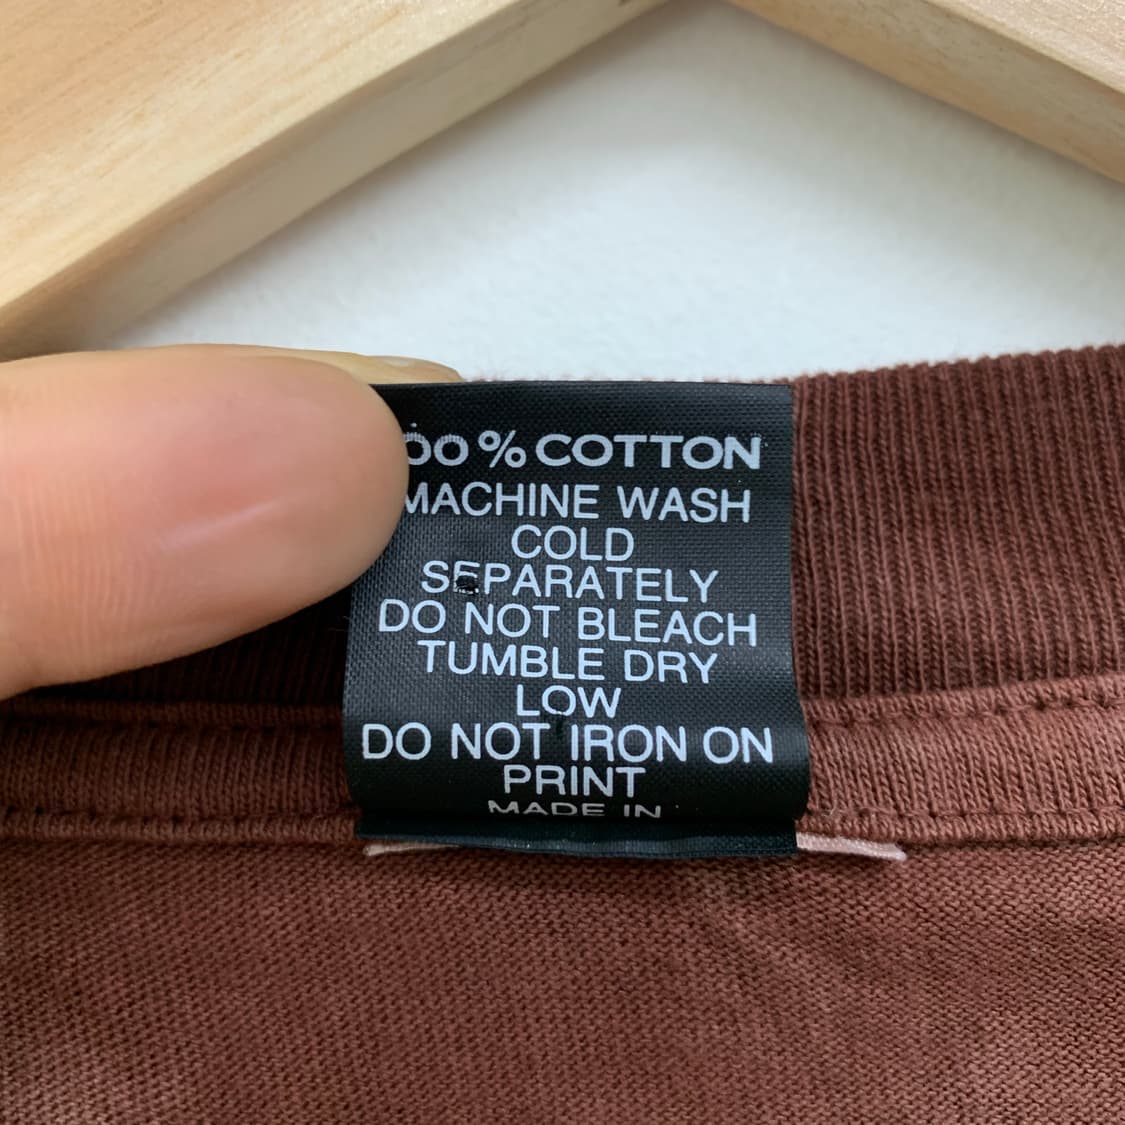 00% COTTON
MACHINE WASH
COLD
SEPARATELY
DO NOT BLEACH
TUMBLE DRY
LOW
DO NOT IRON ON
PRINT
MADE IN